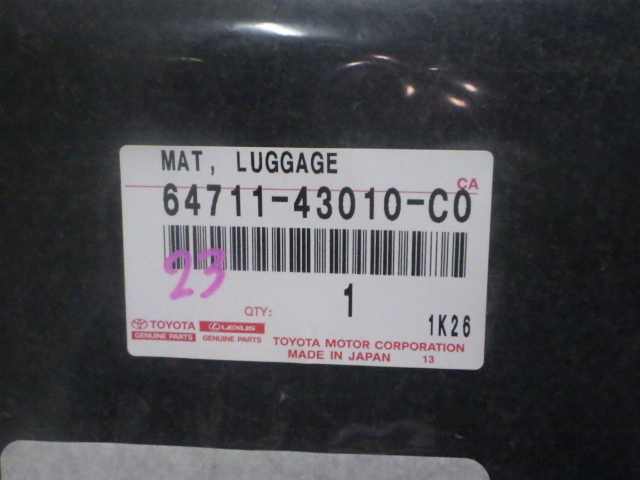 MAT, LUGGAGE
CA
64711-43010-C0
23
QTY: 1
1K26
TOYOTA LEXUS
GENUINE PARTS GENUINE PARTS
TOYOTA MOTOR CORPORATION
MADE IN JAPAN 13